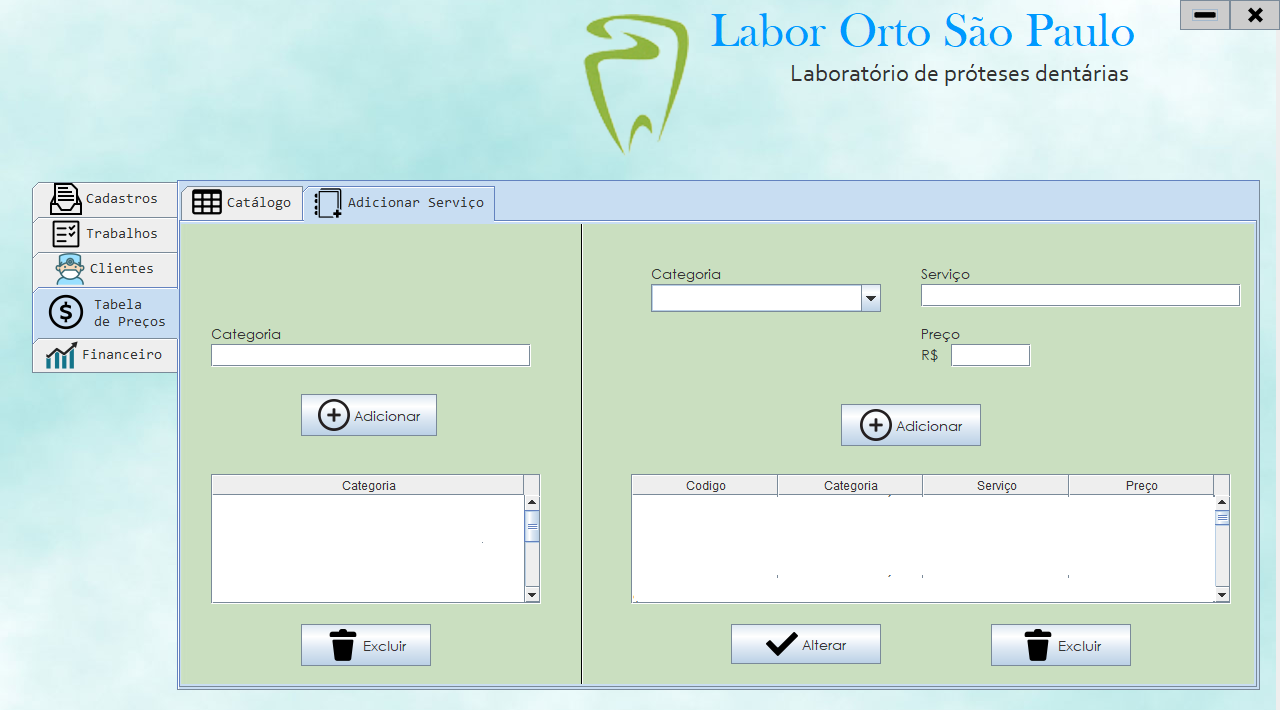 Labor Orto São Paulo
Laboratório de próteses dentárias
Cadastros
Trabalhos
Clientes
Tabela
de Preços
Financeiro
Catálogo
Adicionar Serviço
Categoria
Adicionar
Categoria
Excluir
Categoria
Serviço
Preço
R$
Adicionar
Codigo Categoria Serviço Preço
Alterar
Excluir